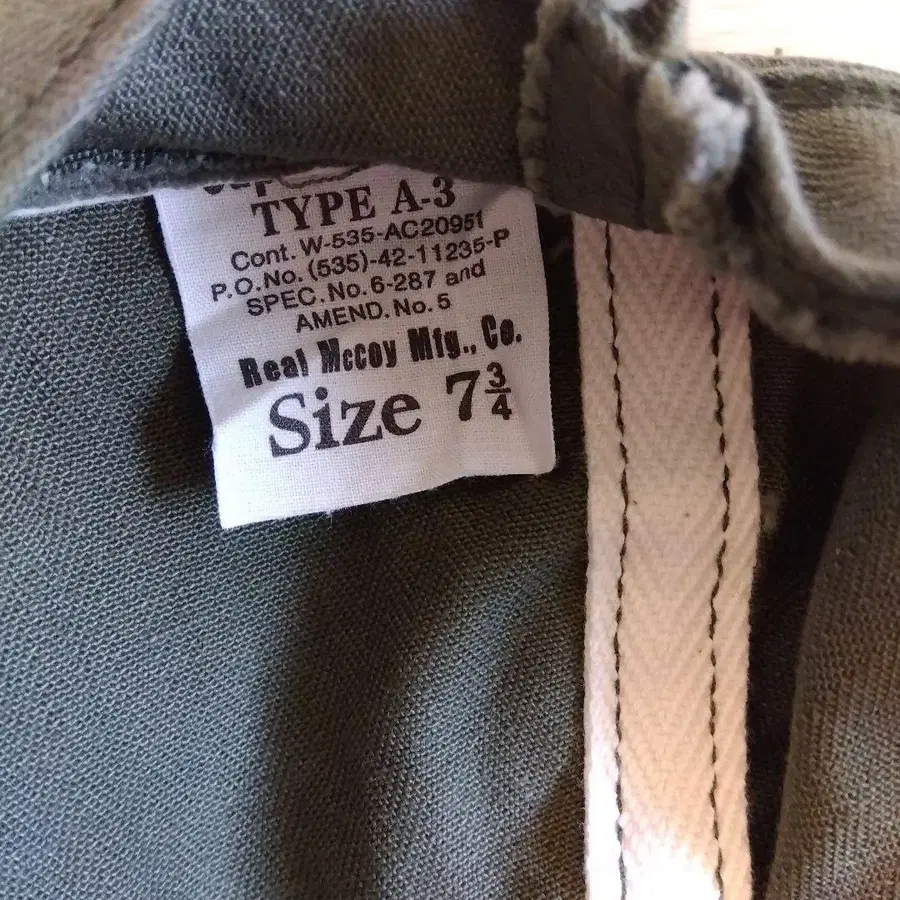 TYPE A-3
Cont. W-535-AC20951
P.O.No. (535)-42-11235-P
SPEC.No. 6-287 and
AMEND. No. 5
Real McCoy Mfg., Co.
Size 7 3/4